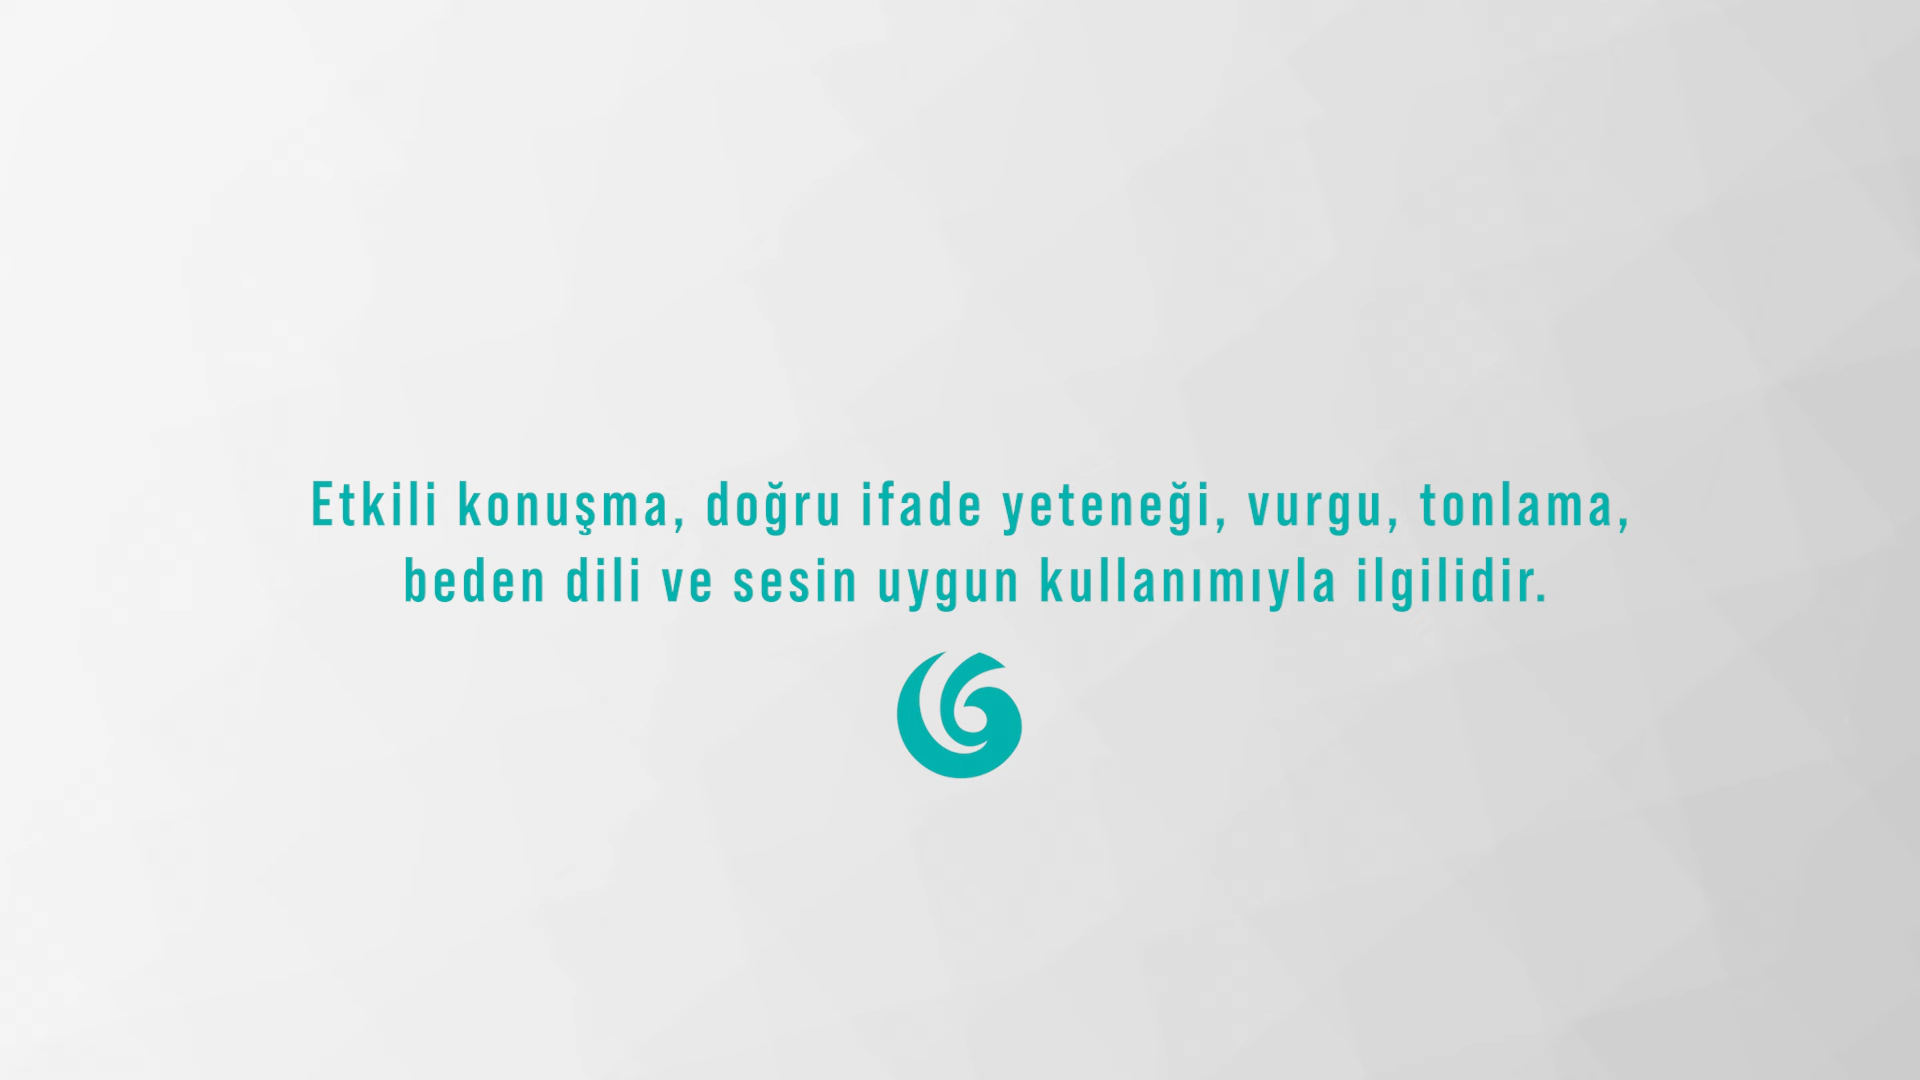 Etkili konuşma, doğru ifade yeteneği, vurgu, tonlama,
beden dili ve sesin uygun kullanımıyla ilgilidir.